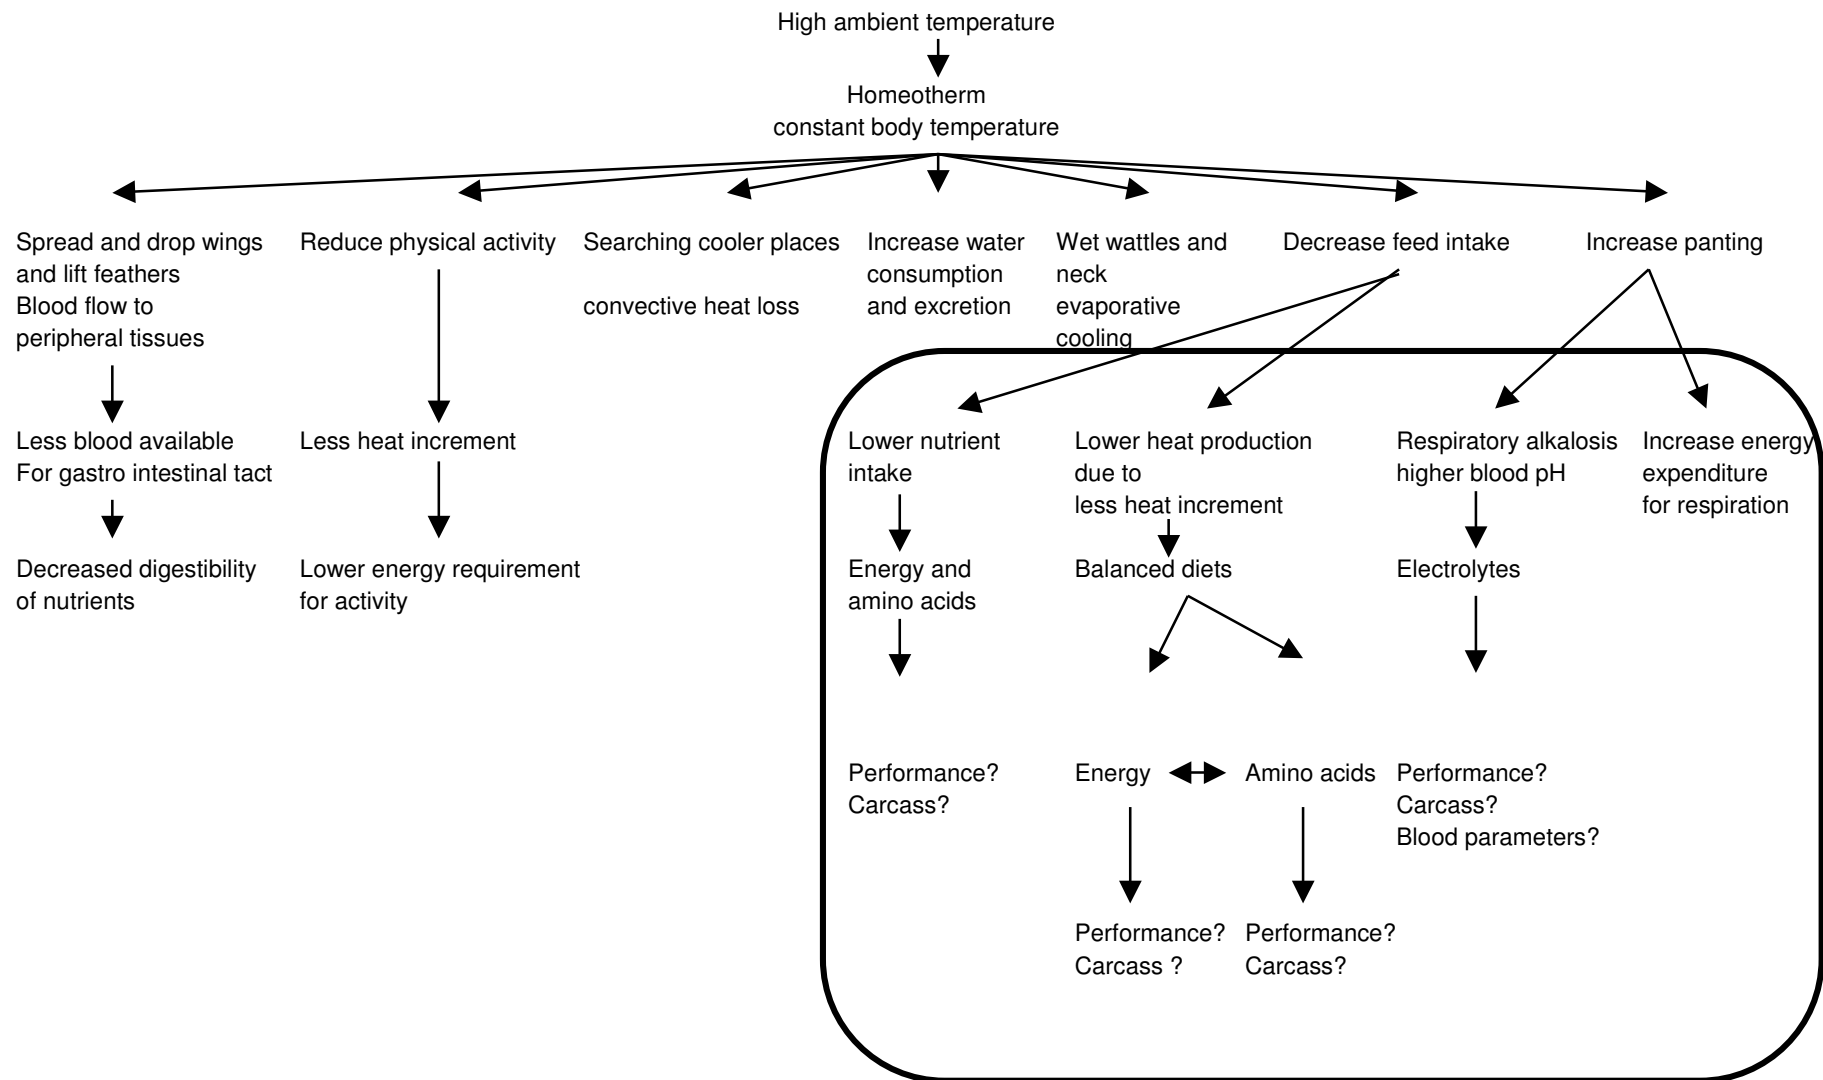 High ambient temperature
Homeotherm
constant body temperature
Spread and drop wings
and lift feathers
Blood flow to
peripheral tissues
Reduce physical activity
Searching cooler places
convective heat loss
Increase water
consumption
and excretion
Wet wattles and
neck
evaporative
cooling
Decrease feed intake
Increase panting
Less blood available
For gastro intestinal tact
Less heat increment
Lower nutrient
intake
Lower heat production
due to
less heat increment
Respiratory alkalosis
higher blood pH
Increase energy
expenditure
for respiration
Decreased digestibility
of nutrients
Lower energy requirement
for activity
Energy and
amino acids
Balanced diets
Electrolytes
Performance?
Carcass?
Energy
Amino acids
Performance?
Carcass?
Blood parameters?
Performance?
Carcass ?
Performance?
Carcass?